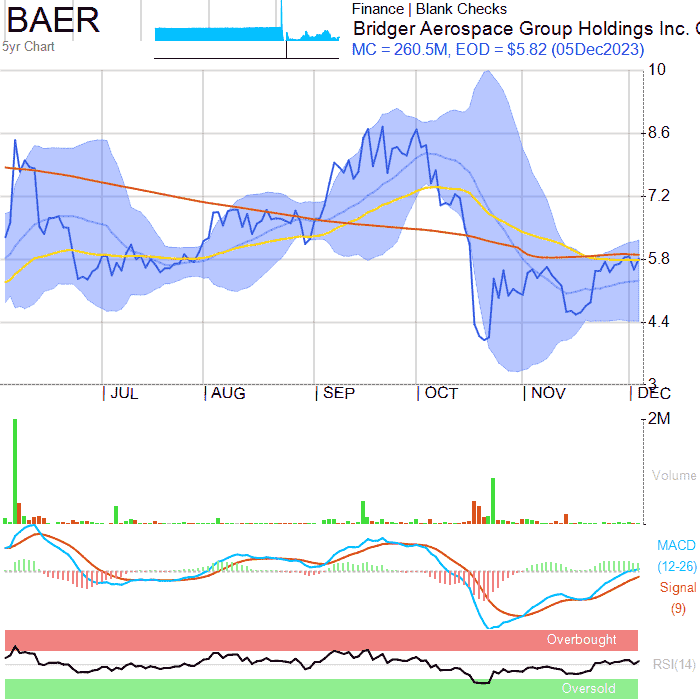 BAER
5yr Chart
Finance | Blank Checks
Bridger Aerospace Group Holdings Inc. C
MC = 260.5M, EOD = $5.82 (05Dec2023)
10
8.6
7.2
5.8
4.4
3
JUL AUG SEP OCT NOV DEC
2M
Volume
MACD
(12-26)
Signal
(9)
Overbought
RSI(14)
Oversold